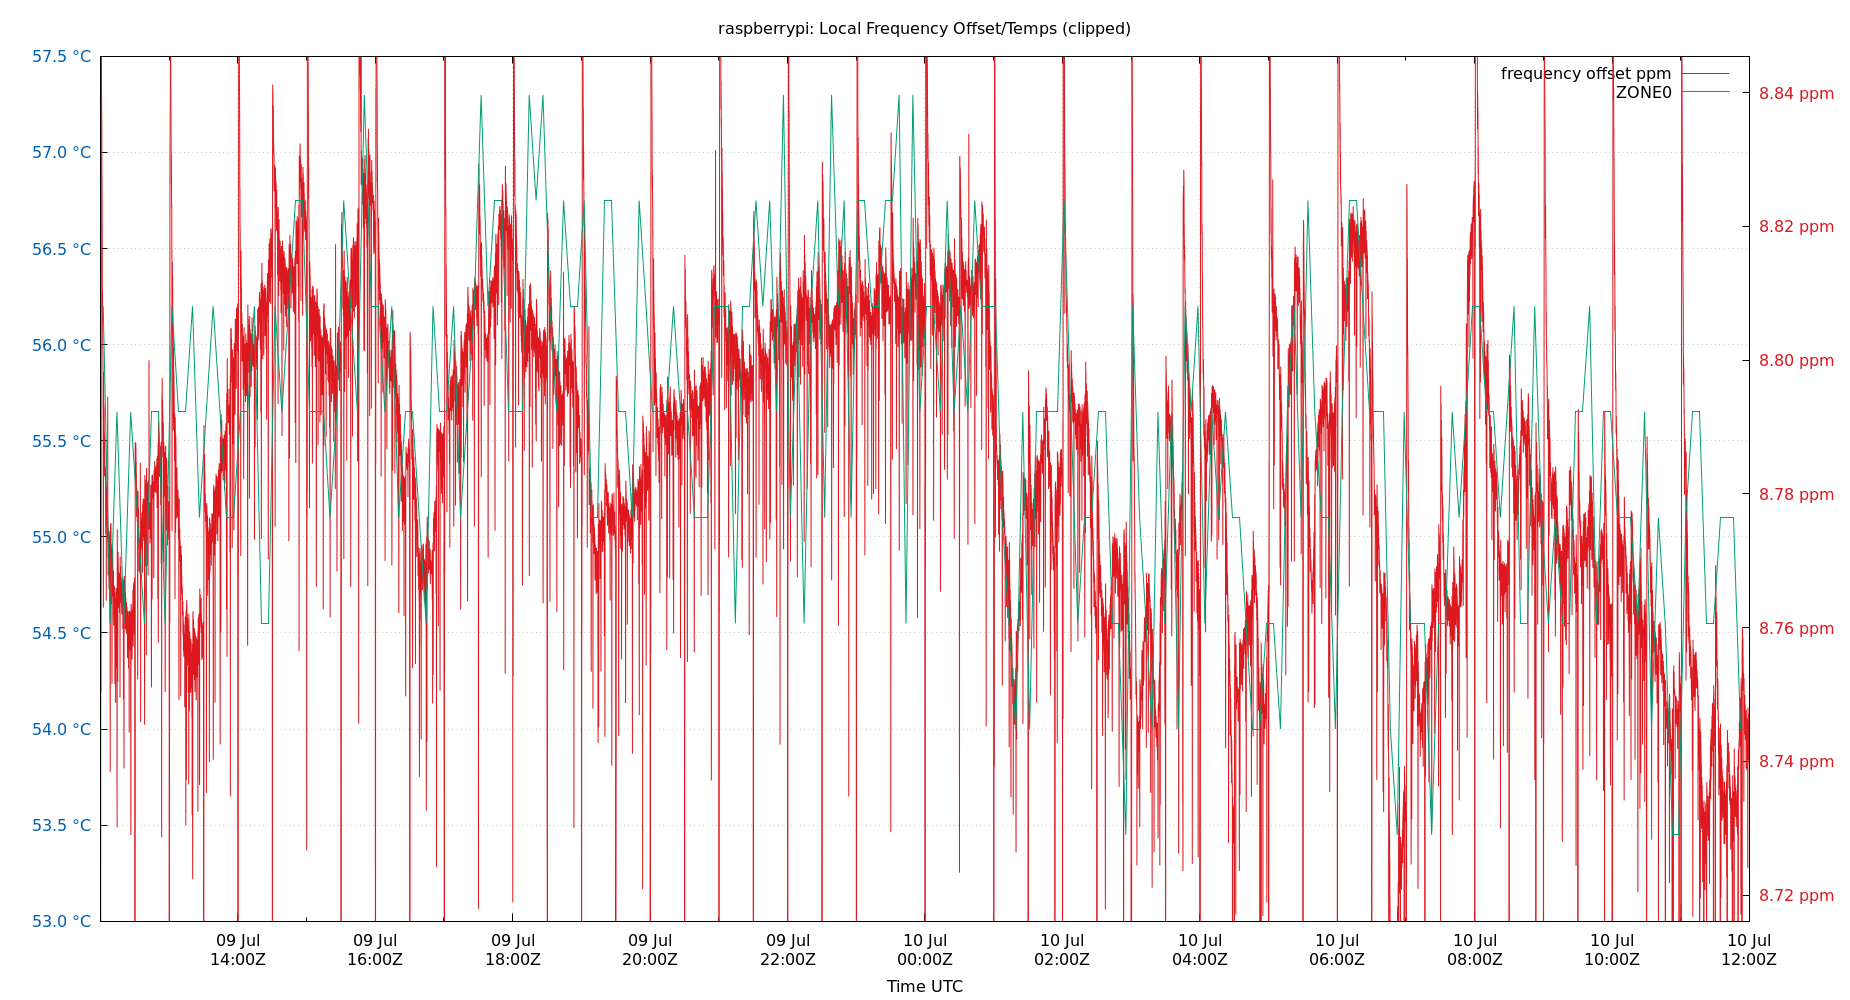 raspberrypi: Local Frequency Offset/Temps (clipped)
57.5 °C
57.0 °C
56.5 °C
56.0 °C
55.5 °C
55.0 °C
54.5 °C
54.0 °C
53.5 °C
53.0 °C
frequency offset ppm
ZONE0
8.84 ppm
8.82 ppm
8.80 ppm
8.78 ppm
8.76 ppm
8.74 ppm
8.72 ppm
09 Jul 09 Jul 09 Jul 09 Jul 09 Jul 10 Jul 10 Jul 10 Jul 10 Jul 10 Jul 10 Jul 10 Jul
14:00Z 16:00Z 18:00Z 20:00Z 22:00Z 00:00Z 02:00Z 04:00Z 06:00Z 08:00Z 10:00Z 12:00Z
Time UTC